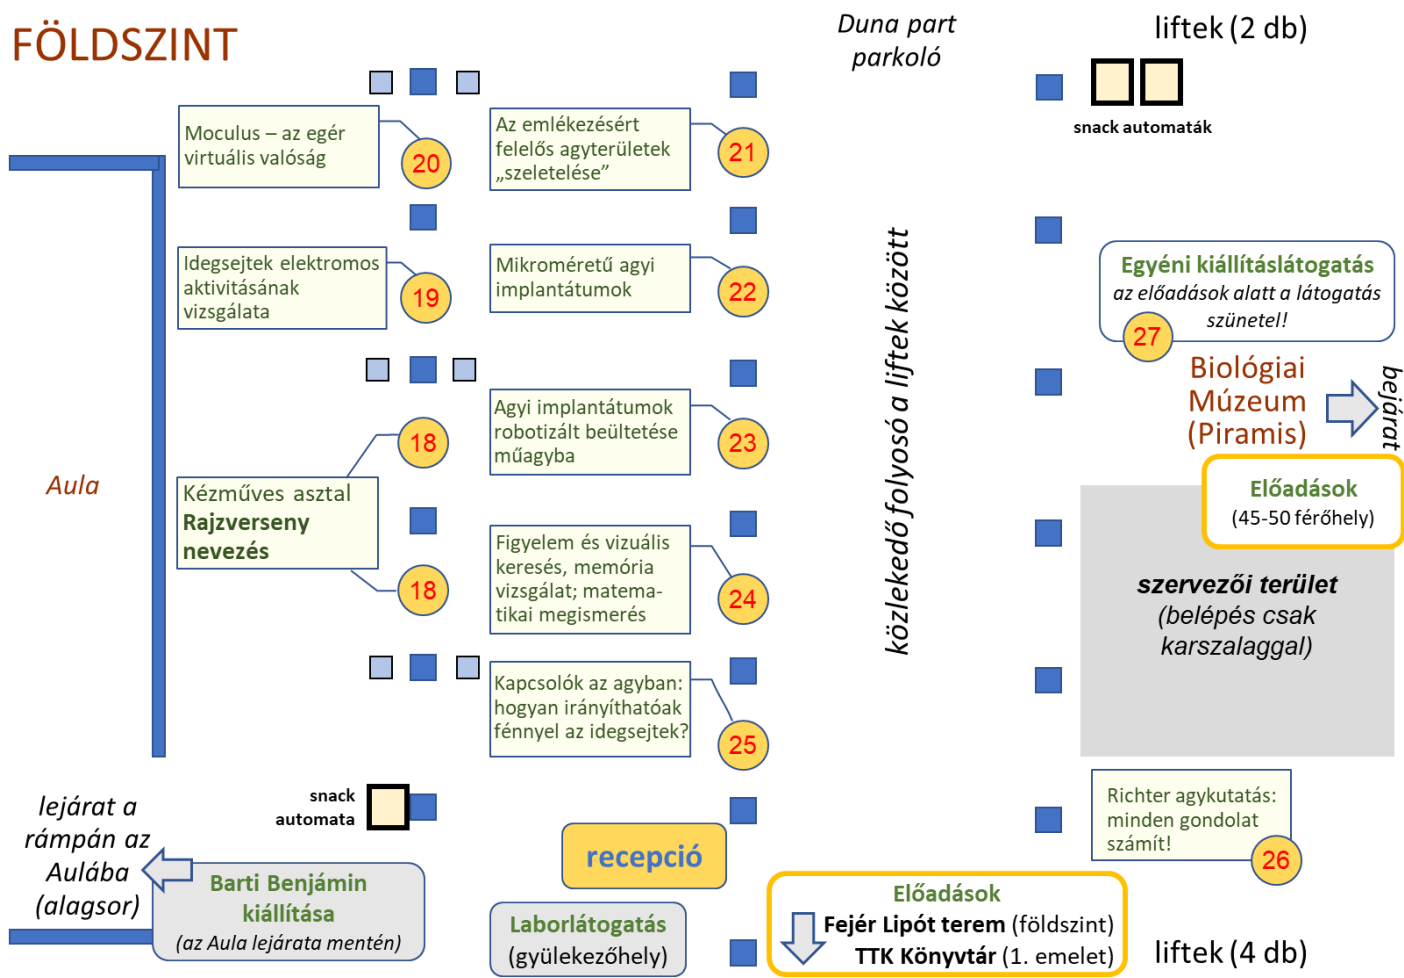 FÖLDSZINT
Duna part
parkoló
liftek (2 db)
snack automaták
Moculus – az egér
virtuális valóság
20
Az emlékezésért
felelős agyterületek
„szeletelése”
21
Idegsejtek elektromos
aktivitásának
vizsgálata
19
Mikroméretű agyi
implantátumok
22
közlekedő folyosó a liftek között
Egyéni kiállításlátogatás
az előadások alatt a látogatás
szünetel!
27
Biológiai
Múzeum
(Piramis)
bejárat
Aula
18
Kézműves asztal
Rajzverseny
nevezés
18
Agyi implantátumok
robotizált beültetése
műagyba
23
Előadások
(45-50 férőhely)
Figyelem és vizuális
keresés, memória
vizsgálat; matema-
tikai megismerés
24
szervezői terület
(belépés csak
karszalaggal)
Kapcsolók az agyban:
hogyan irányíthatóak
fénnyel az idegsejtek?
25
snack
automata
lejárat a
rámpán az
Aulába
(alagsor)
Barti Benjámin
kiállítása
(az Aula lejárata mentén)
recepció
Laborlátogatás
(gyülekezőhely)
Richter agykutatás:
minden gondolat
számít!
26
Előadások
Fejér Lipót terem (földszint)
TTK Könyvtár (1. emelet)
liftek (4 db)